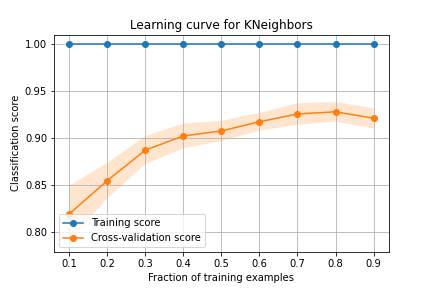 Learning curve for KNeighbors
1.00
0.95
0.90
0.85
0.80
Classification score
Training score
Cross-validation score
0.1 0.2 0.3 0.4 0.5 0.6 0.7 0.8 0.9
Fraction of training examples